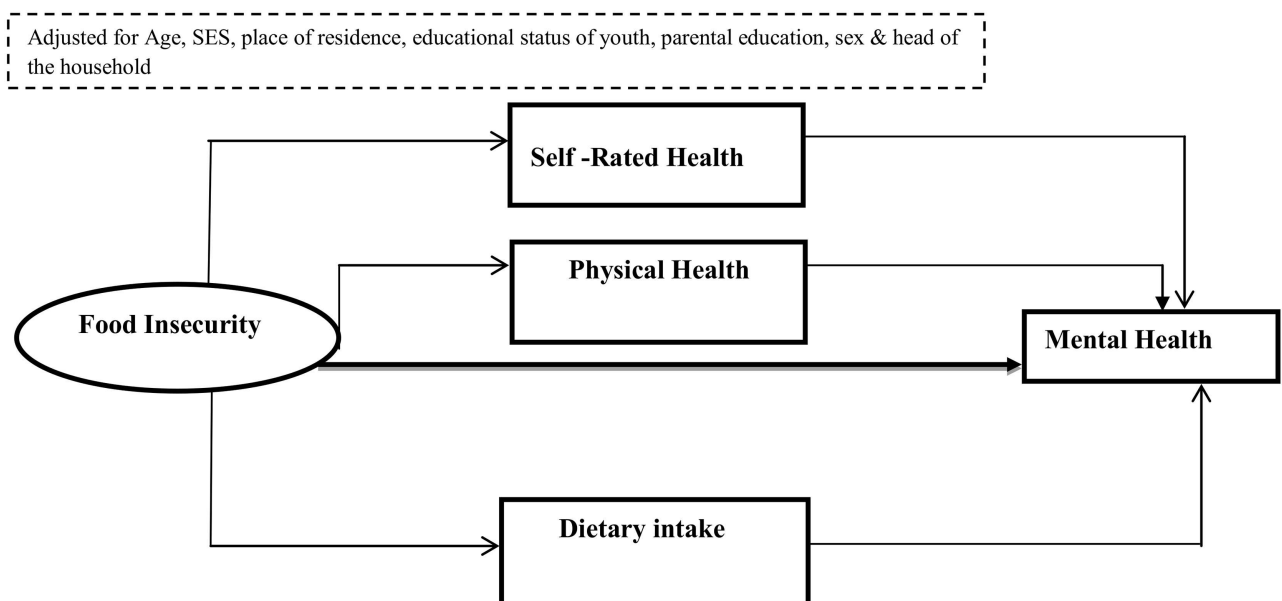 Adjusted for Age, SES, place of residence, educational status of youth, parental education, sex & head of
the household
Self -Rated Health
Physical Health
Food Insecurity
Mental Health
Dietary intake